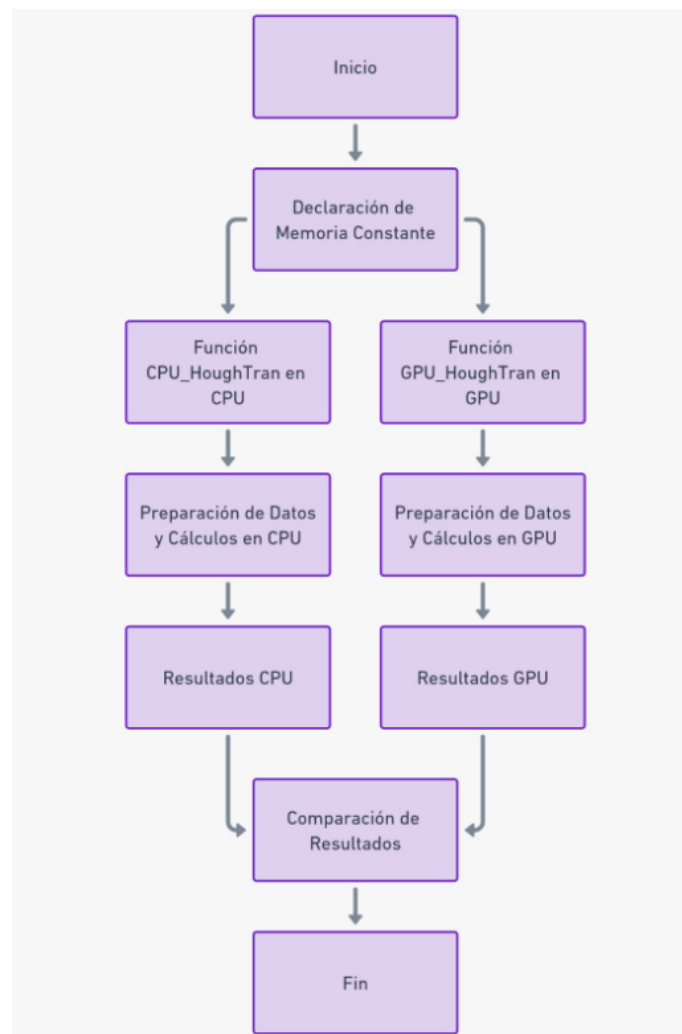 Inicio
Declaración de
Memoria Constante
Función
CPU_HoughTran en
CPU
Función
GPU_HoughTran en
GPU
Preparación de Datos
y Cálculos en CPU
Preparación de Datos
y Cálculos en GPU
Resultados CPU
Resultados GPU
Comparación de
Resultados
Fin